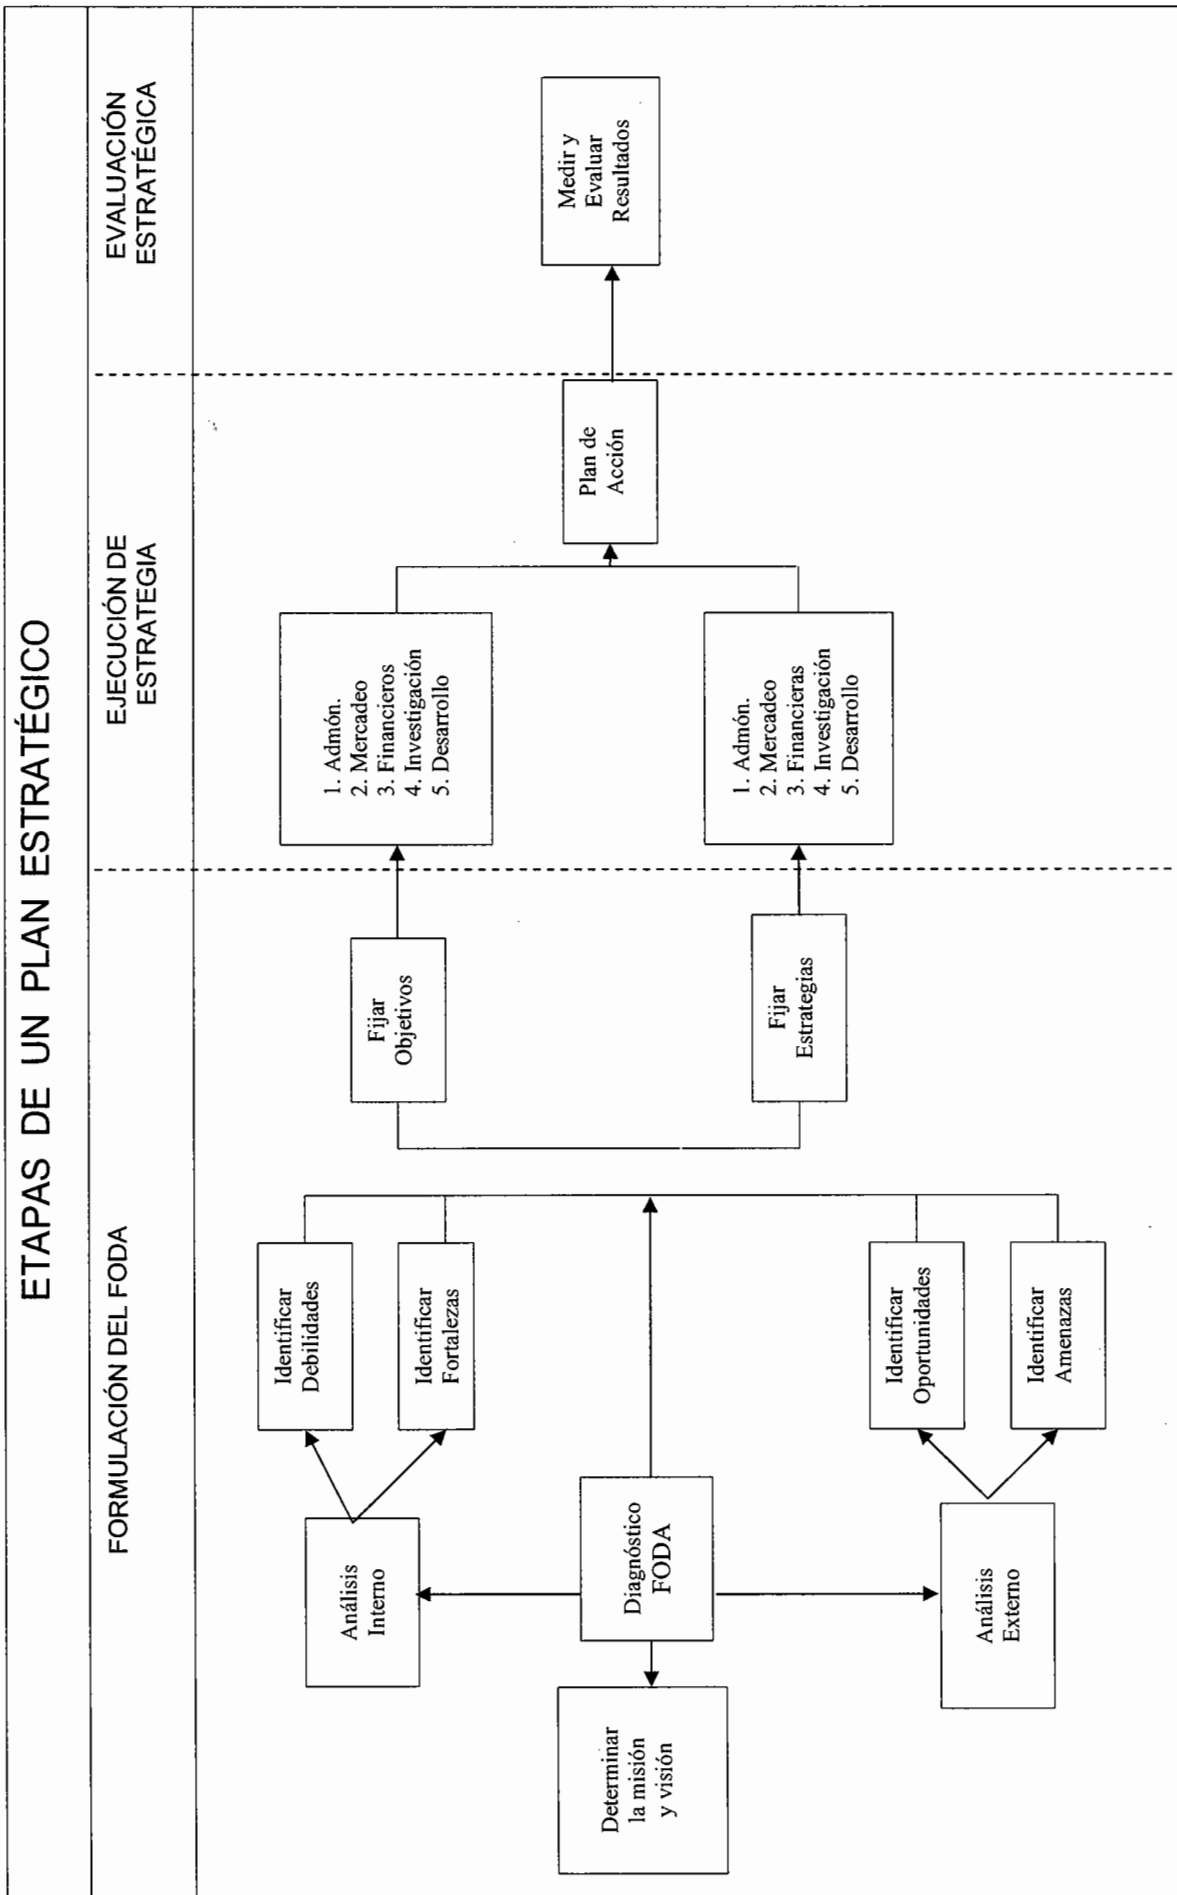 ETAPAS DE UN PLAN ESTRATÉGICO
FORMULACIÓN DEL FODA
EJECUCIÓN DE
ESTRATEGIA
EVALUACIÓN
ESTRATÉGICA
Determinar
la misión
y visión
Diagnóstico
FODA
Análisis
Interno
Análisis
Externo
Identificar
Debilidades
Identificar
Fortalezas
Identificar
Oportunidades
Identificar
Amenazas
Fijar
Objetivos
Fijar
Estrategias
1. Admón.
2. Mercadeo
3. Financieros
4. Investigación
5. Desarrollo
1. Admón.
2. Mercadeo
3. Financieras
4. Investigación
5. Desarrollo
Plan de
Acción
Medir y
Evaluar
Resultados